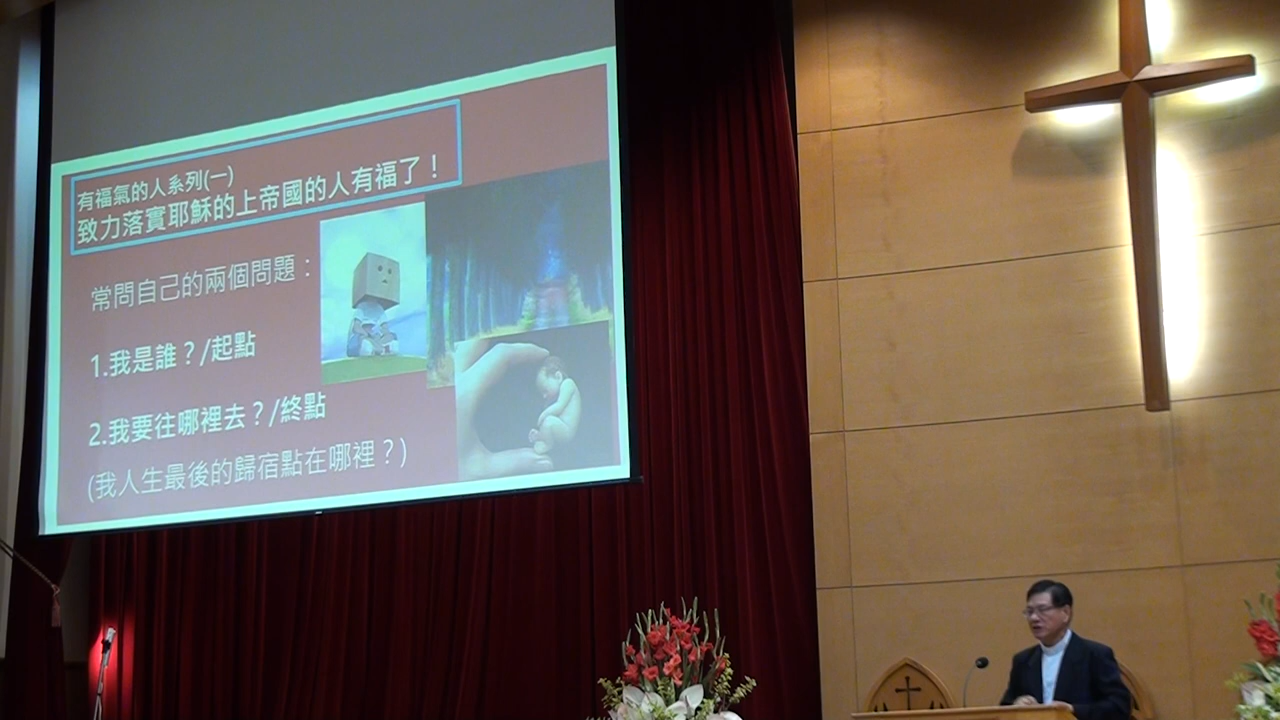 有福氣的人系列(一)
致力落實耶穌的上帝國的人有福了！
常問自己的兩個問題：
1.我是誰？/起點
2.我要往哪裡去？/終點
(我人生最後的歸宿點在哪裡？)